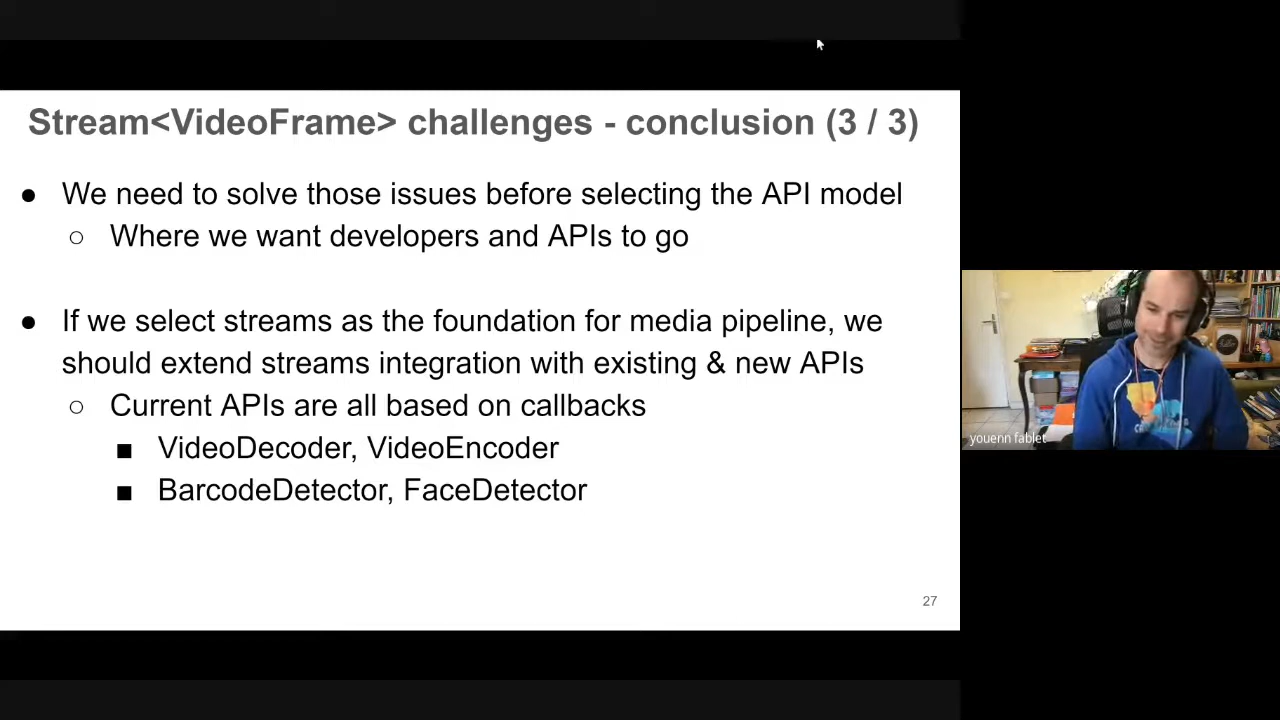 Stream<VideoFrame> challenges - conclusion (3 / 3)
● We need to solve those issues before selecting the API model
○ Where we want developers and APIs to go
● If we select streams as the foundation for media pipeline, we
should extend streams integration with existing & new APIs
○ Current APIs are all based on callbacks
■ VideoDecoder, VideoEncoder
■ BarcodeDetector, FaceDetector
27
youenn fablet